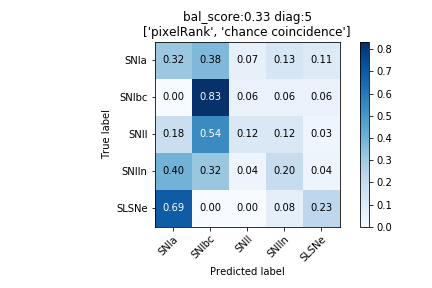 bal_score:0.33 diag:5
['pixelRank', 'chance coincidence']
True label
SNIa 0.32 0.38 0.07 0.13 0.11
SNIbc 0.00 0.83 0.06 0.06 0.06
SNII 0.18 0.54 0.12 0.12 0.03
SNIIn 0.40 0.32 0.04 0.20 0.04
SLSNe 0.69 0.00 0.00 0.08 0.23
SNIa SNIbc SNII SNIIn SLSNe
Predicted label
0.8
0.7
0.6
0.5
0.4
0.3
0.2
0.1
0.0